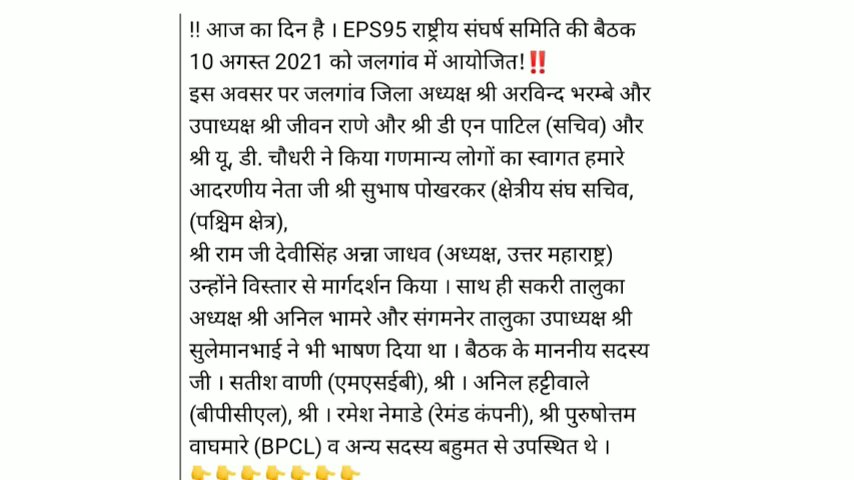 !! आज का दिन है । EPS95 राष्ट्रीय संघर्ष समिति की बैठक
10 अगस्त 2021 को जलगांव में आयोजित!‼️
इस अवसर पर जलगांव जिला अध्यक्ष श्री अरविन्द भरम्बे और
उपाध्यक्ष श्री जीवन राणे और श्री डी एन पाटिल (सचिव) और
श्री यू, डी. चौधरी ने किया गणमान्य लोगों का स्वागत हमारे
आदरणीय नेता जी श्री सुभाष पोखरकर (क्षेत्रीय संघ सचिव,
(पश्चिम क्षेत्र),
श्री राम जी देवीसिंह अन्ना जाधव (अध्यक्ष, उत्तर महाराष्ट्र)
उन्होंने विस्तार से मार्गदर्शन किया । साथ ही सकरी तालुका
अध्यक्ष श्री अनिल भामरे और संगमनेर तालुका उपाध्यक्ष श्री
सुलेमानभाई ने भी भाषण दिया था । बैठक के माननीय सदस्य
जी । सतीश वाणी (एमएसईबी), श्री । अनिल हट्टीवाले
(बीपीसीएल), श्री । रमेश नेमाडे (रेमंड कंपनी), श्री पुरुषोत्तम
वाघमारे (BPCL) व अन्य सदस्य बहुमत से उपस्थित थे ।
👉👉👉👉👉👉👉